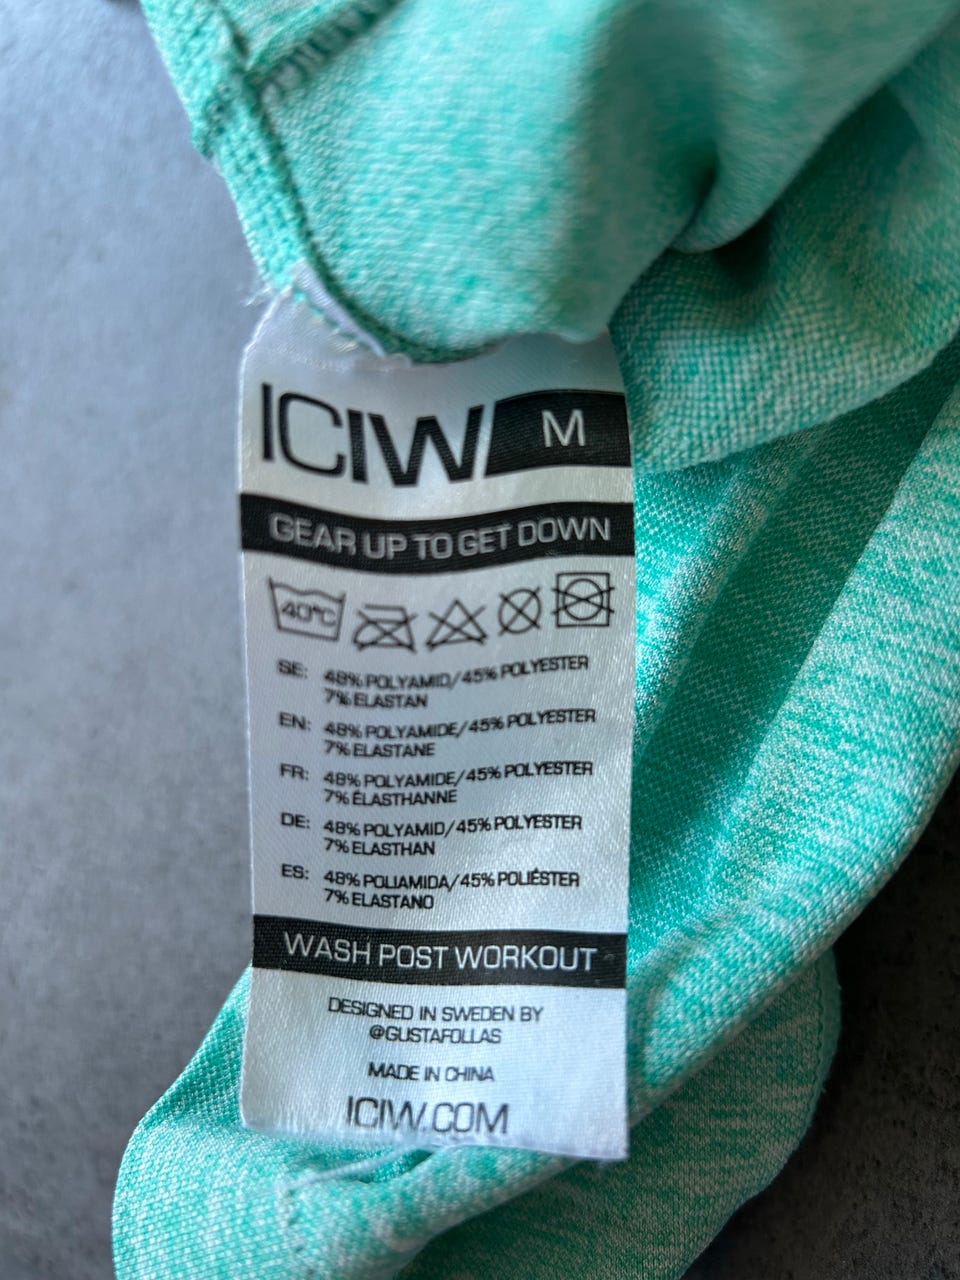 ICIW M
GEAR UP TO GET DOWN
40°C
SE: 48% POLYAMID/45% POLYESTER
7% ELASTAN
EN: 48% POLYAMIDE/45% POLYESTER
7% ELASTANE
FR: 48% POLYAMIDE/45% POLYESTER
7% ÉLASTHANNE
DE: 48% POLYAMID/45% POLYESTER
7% ELASTHAN
ES: 48% POLIAMIDA/45% POLIÉSTER
7% ELASTANO
WASH POST WORKOUT
DESIGNED IN SWEDEN BY
@GUSTAFOLLAS
MADE IN CHINA
ICIW.COM